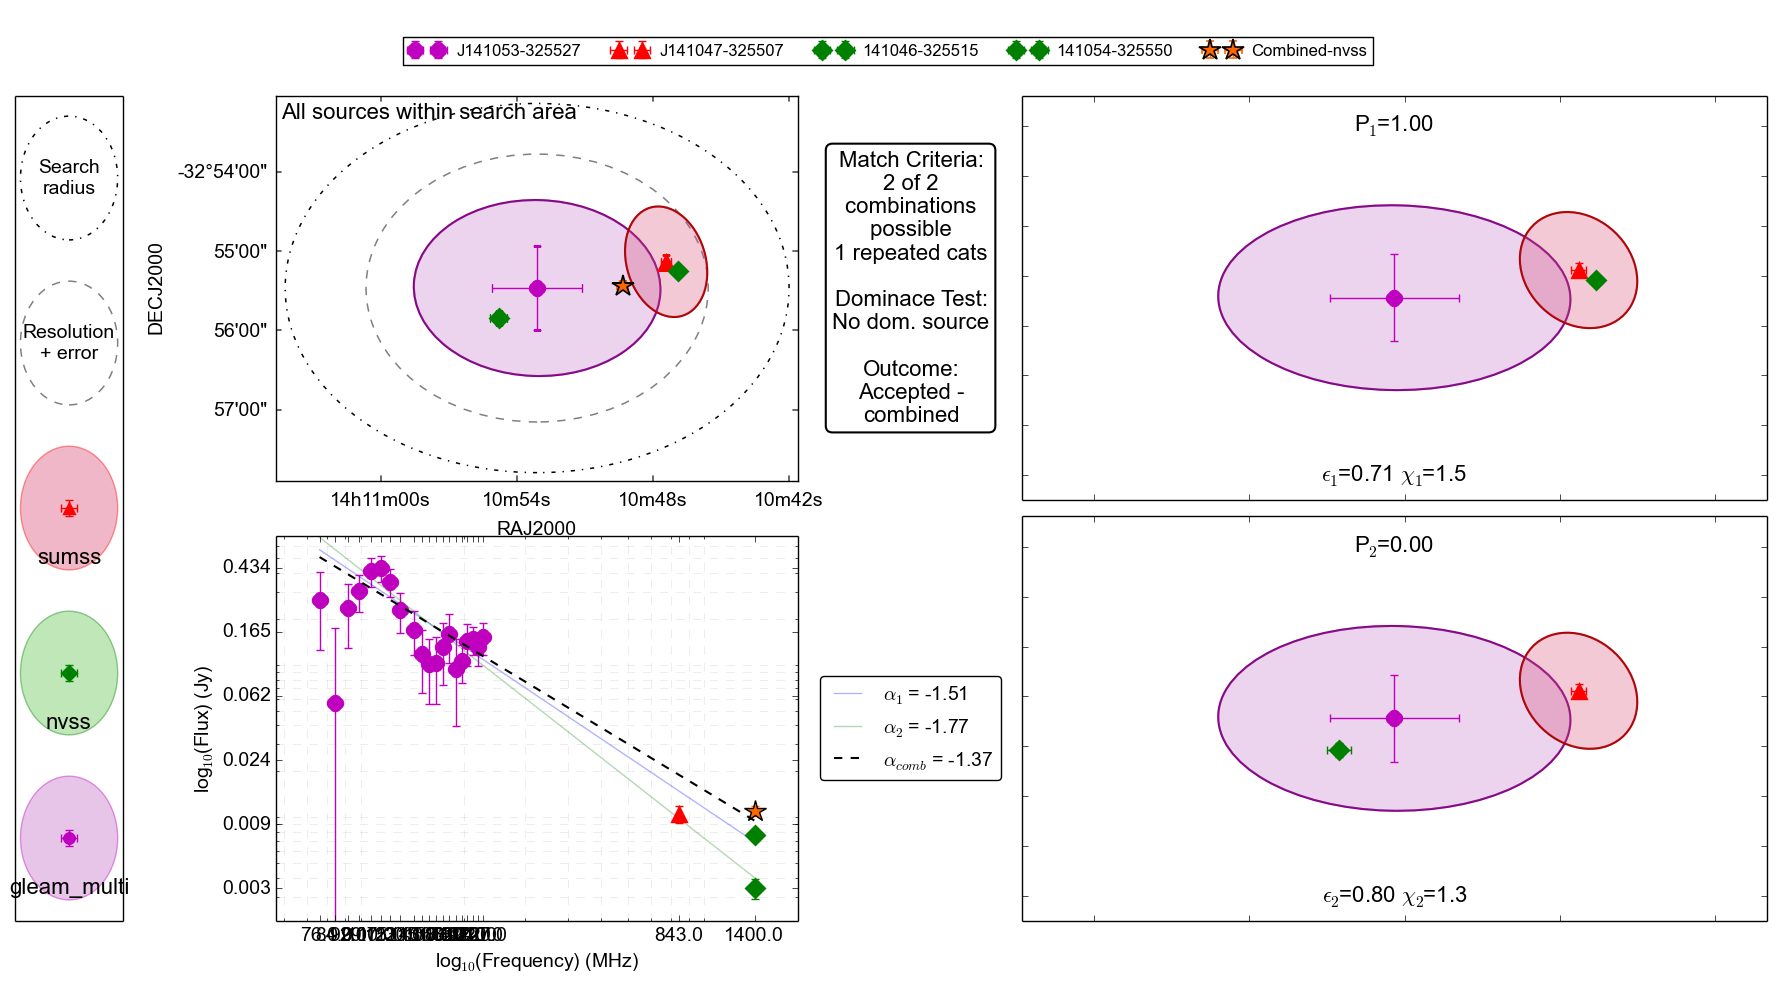 J141053-325527
J141047-325507
141046-325515
141054-325550
Combined-nvss
Search
radius
Resolution
+ error
sumss
nvss
gleam_multi
All sources within search area
DECJ2000
-32°54'00"
55'00"
56'00"
57'00"
14h11m00s
10m54s
10m48s
10m42s
RAJ2000
Match Criteria:
2 of 2
combinations
possible
1 repeated cats
Dominace Test:
No dom. source
Outcome:
Accepted -
combined
P1=1.00
ϵ1=0.71 χ1=1.5
P2=0.00
ϵ2=0.80 χ2=1.3
log10(Flux) (Jy)
0.434
0.165
0.062
0.024
0.009
0.003
843.0
1400.0
log10(Frequency) (MHz)
α1 = -1.51
α2 = -1.77
αcomb = -1.37